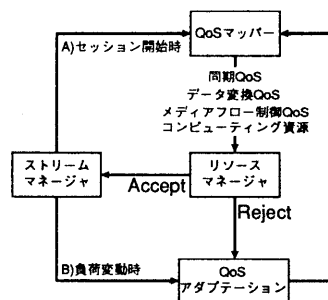 QoSマッパー
A)セッション開始時
同期QoS
データ変換QoS
メディアフロー制御QoS
コンピューティング資源
ストリーム
マネージャ
リソース
マネージャ
Accept
Reject
B)負荷変動時
QoS
アダプテーション